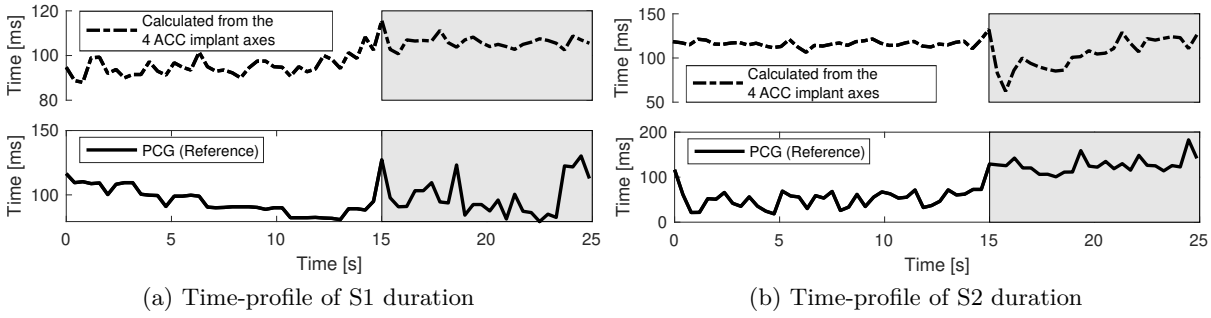 120
100
80
Time [ms]
Calculated from the
4 ACC implant axes
150
100
Time [ms]
PCG (Reference)
0 5 10 15 20 25
Time [s]
(a) Time-profile of S1 duration
150
100
50
Time [ms]
Calculated from the
4 ACC implant axes
200
100
0
Time [ms]
PCG (Reference)
0 5 10 15 20 25
Time [s]
(b) Time-profile of S2 duration